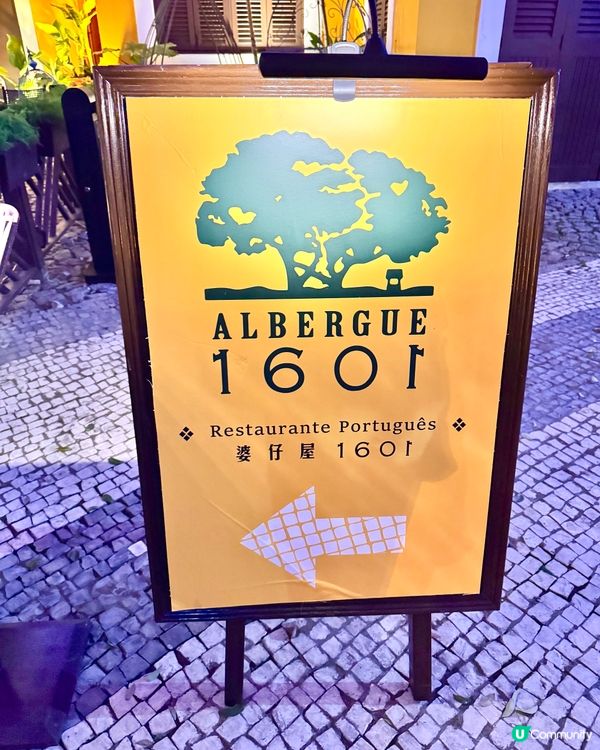 ALBERGUE
1601
Restaurante Português
婆仔屋 1601
U Community